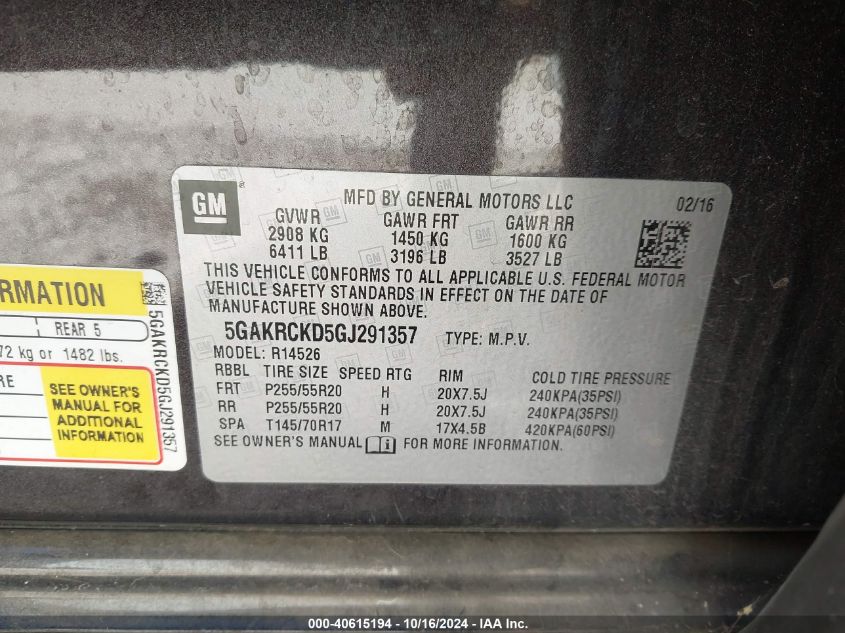 GM
MFD BY GENERAL MOTORS LLC 02/16
GVWR GAWR FRT GAWR RR
2908 KG 1450 KG 1600 KG
6411 LB 3196 LB 3527 LB
THIS VEHICLE CONFORMS TO ALL APPLICABLE U.S. FEDERAL MOTOR
VEHICLE SAFETY STANDARDS IN EFFECT ON THE DATE OF
MANUFACTURE SHOWN ABOVE.
5GAKRCKD5GJ291357 TYPE: M.P.V.
MODEL: R14526
RBBL TIRE SIZE SPEED RTG RIM COLD TIRE PRESSURE
FRT P255/55R20 H 20X7.5J 240KPA(35PSI)
RR P255/55R20 H 20X7.5J 240KPA(35PSI)
SPA T145/70R17 M 17X4.5B 420KPA(60PSI)
SEE OWNER'S MANUAL FOR MORE INFORMATION.
RMATION
REAR 5
72 kg or 1482 lbs.
RE
SEE OWNER'S
MANUAL FOR
ADDITIONAL
INFORMATION
5GAKRCKD5GJ291357
000-40615194 - 10/16/2024 - IAA Inc.